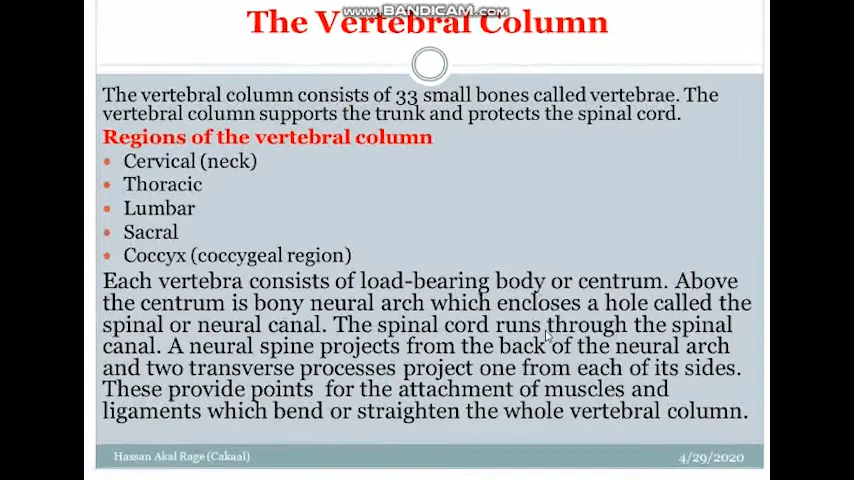 www.BANDICAM.com
The Vertebral Column
The vertebral column consists of 33 small bones called vertebrae. The
vertebral column supports the trunk and protects the spinal cord.
Regions of the vertebral column
• Cervical (neck)
• Thoracic
• Lumbar
• Sacral
• Coccyx (coccygeal region)
Each vertebra consists of load-bearing body or centrum. Above
the centrum is bony neural arch which encloses a hole called the
spinal or neural canal. The spinal cord runs through the spinal
canal. A neural spine projects from the back of the neural arch
and two transverse processes project one from each of its sides.
These provide points for the attachment of muscles and
ligaments which bend or straighten the whole vertebral column.
Hassan Akal Rage (Cakaal)
4/29/2020